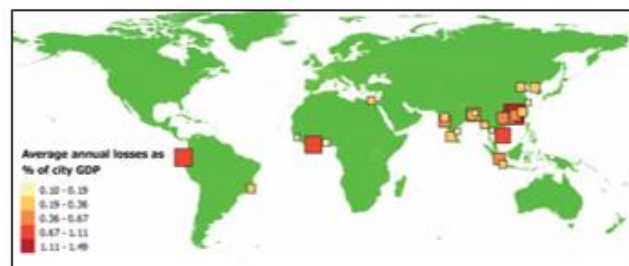 Average annual losses as
% of city GDP
0.10 - 0.19
0.19 - 0.36
0.36 - 0.67
0.67 - 1.11
1.11 - 1.49